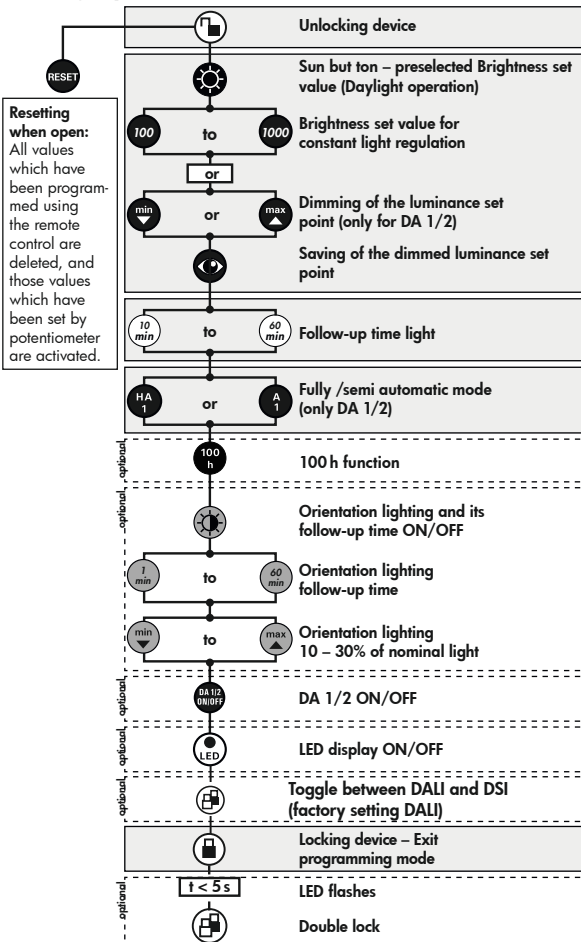 Unlocking device
RESET
Sun but ton – preselected Brightness set
value (Daylight operation)
Resetting
when open:
All values
which have
been program-
med using
the remote
control are
deleted, and
those values
which have
been set by
potentiometer
are activated.
100 to 1000
Brightness set value for
constant light regulation
or
min or max
Dimming of the luminance set
point (only for DA 1/2)
Saving of the dimmed luminance set
point
10 min to 60 min
Follow-up time light
HA 1 or A 1
Fully /semi automatic mode
(only DA 1/2)
optional
100 h
100 h function
optional
Orientation lighting and its
follow-up time ON/OFF
1 min to 60 min
Orientation lighting
follow-up time
min to max
Orientation lighting
10 – 30% of nominal light
optional
DA 1/2 ON/OFF
DA 1/2 ON/OFF
optional
LED
LED display ON/OFF
optional
Toggle between DALI and DSI
(factory setting DALI)
Locking device – Exit
programming mode
optional
t < 5 s
LED flashes
Double lock